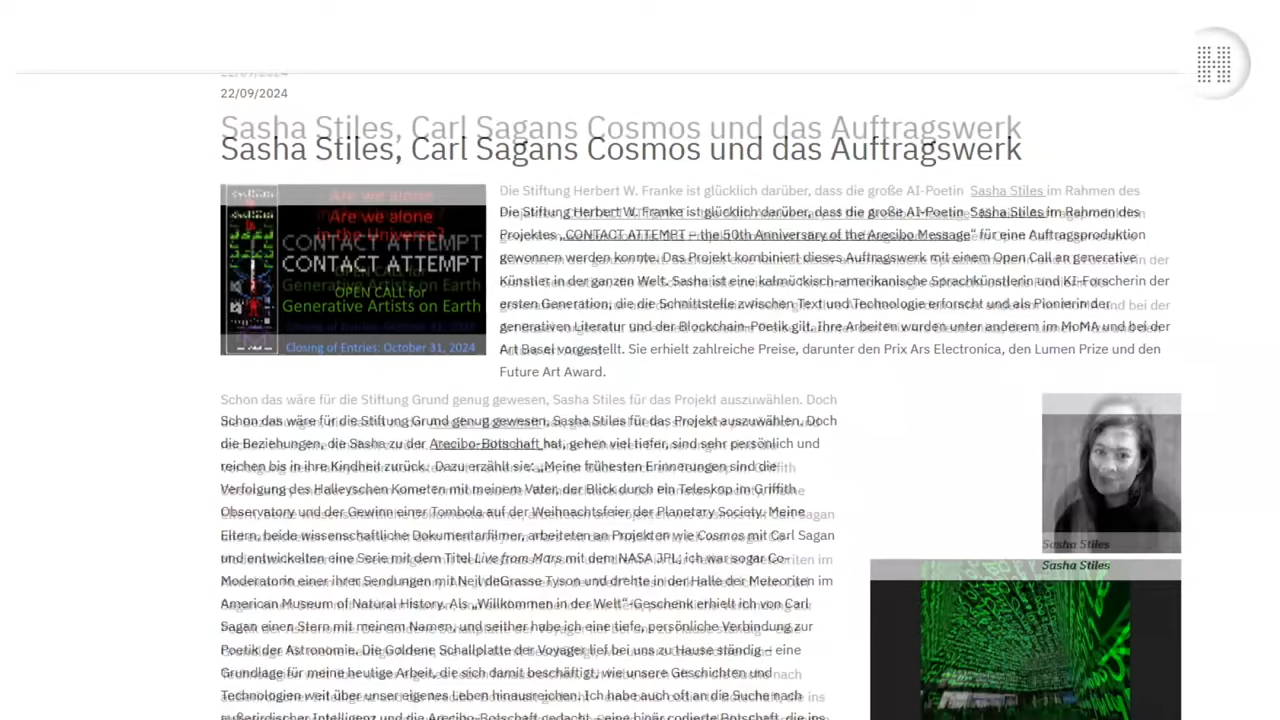 22/09/2024
Sasha Stiles, Carl Sagans Cosmos und das Auftragswerk
Are we alone
in the Universe?
CONTACT ATTEMPT
OPEN CALL for
Generative Artists on Earth
Closing of Entries: October 31, 2024
Die Stiftung Herbert W. Franke ist glücklich darüber, dass die große AI-Poetin Sasha Stiles im Rahmen des
Projektes „CONTACT ATTEMPT – the 50th Anniversary of the Arecibo Message“ für eine Auftragsproduktion
gewonnen werden konnte. Das Projekt kombiniert dieses Auftragswerk mit einem Open Call an generative
Künstler in der ganzen Welt. Sasha ist eine kalmückisch-amerikanische Sprachkünstlerin und KI-Forscherin der
ersten Generation, die die Schnittstelle zwischen Text und Technologie erforscht und als Pionierin der
generativen Literatur und der Blockchain-Poetik gilt. Ihre Arbeiten wurden unter anderem im MoMA und bei der
Art Basel vorgestellt. Sie erhielt zahlreiche Preise, darunter den Prix Ars Electronica, den Lumen Prize und den
Future Art Award.
Schon das wäre für die Stiftung Grund genug gewesen, Sasha Stiles für das Projekt auszuwählen. Doch
die Beziehungen, die Sasha zu der Arecibo-Botschaft hat, gehen viel tiefer, sind sehr persönlich und
reichen bis in ihre Kindheit zurück. Dazu erzählt sie: „Meine frühesten Erinnerungen sind die
Verfolgung des Halleyschen Kometen mit meinem Vater, der Blick durch ein Teleskop im Griffith
Observatory und der Gewinn einer Tombola auf der Weihnachtsfeier der Planetary Society. Meine
Eltern, beide wissenschaftliche Dokumentarfilmer, arbeiteten an Projekten wie Cosmos mit Carl Sagan
und entwickelten eine Serie mit dem Titel Live from Mars mit dem NASA JPL; ich war sogar Co-
Moderatorin einer ihrer Sendungen mit Neil deGrasse Tyson und drehte in der Halle der Meteoriten im
American Museum of Natural History. Als „Willkommen in der Welt“-Geschenk erhielt ich von Carl
Sagan einen Stern mit meinem Namen, und seither habe ich eine tiefe, persönliche Verbindung zur
Poetik der Astronomie. Die Goldene Schallplatte der Voyager lief bei uns zu Hause ständig – eine
Grundlage für meine heutige Arbeit, die sich damit beschäftigt, wie unsere Geschichten und
Technologien weit über unser eigenes Leben hinausreichen. Ich habe auch oft an die Suche nach
außerirdischer Intelligenz und die Arecibo-Botschaft gedacht – eine binär codierte Botschaft, die ins
Sasha Stiles